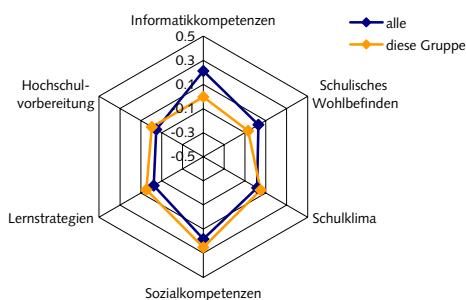 Informatikkompetenzen
alle
diese Gruppe
0.5
0.3
0.1
-0.1
-0.3
-0.5
Hochschul-
vorbereitung
Schulisches
Wohlbefinden
Lernstrategien
Schulklima
Sozialkompetenzen